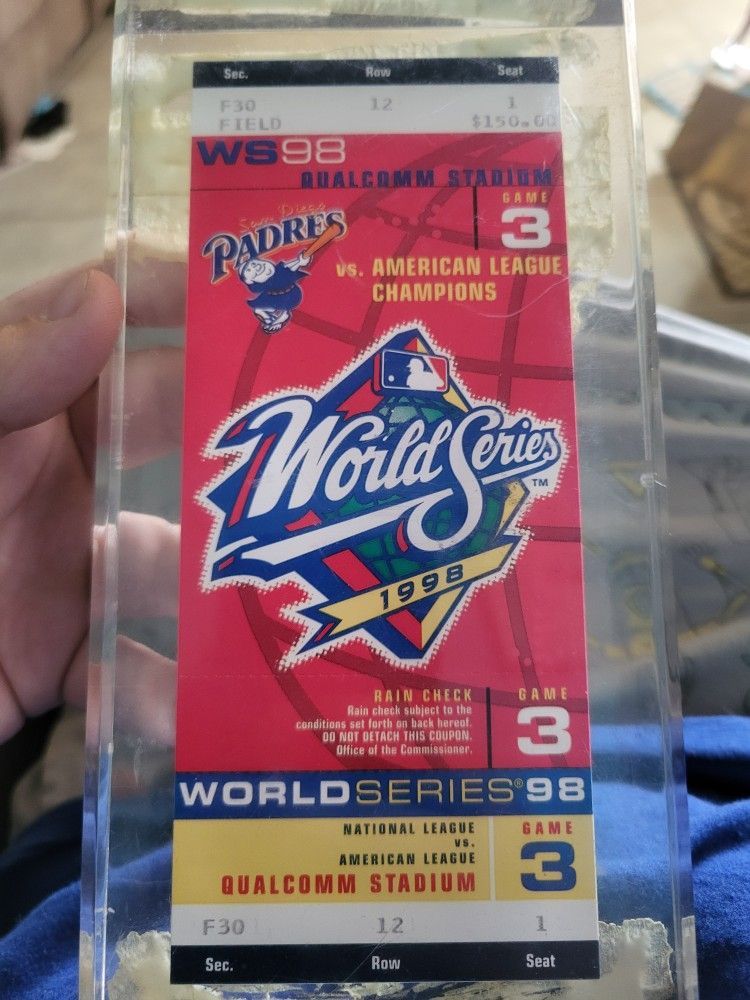 Sec. Row Seat
F30 12 1
FIELD $150.00
WS98
QUALCOMM STADIUM
San Diego
PADRES
GAME
3
vs. AMERICAN LEAGUE
CHAMPIONS
World Series
TM
1998
RAIN CHECK
Rain check subject to the
conditions set forth on back hereof.
DO NOT DETACH THIS COUPON.
Office of the Commissioner.
GAME
3
WORLDSERIES®98
NATIONAL LEAGUE
vs.
AMERICAN LEAGUE
QUALCOMM STADIUM
GAME
3
F30 12 1
Sec. Row Seat